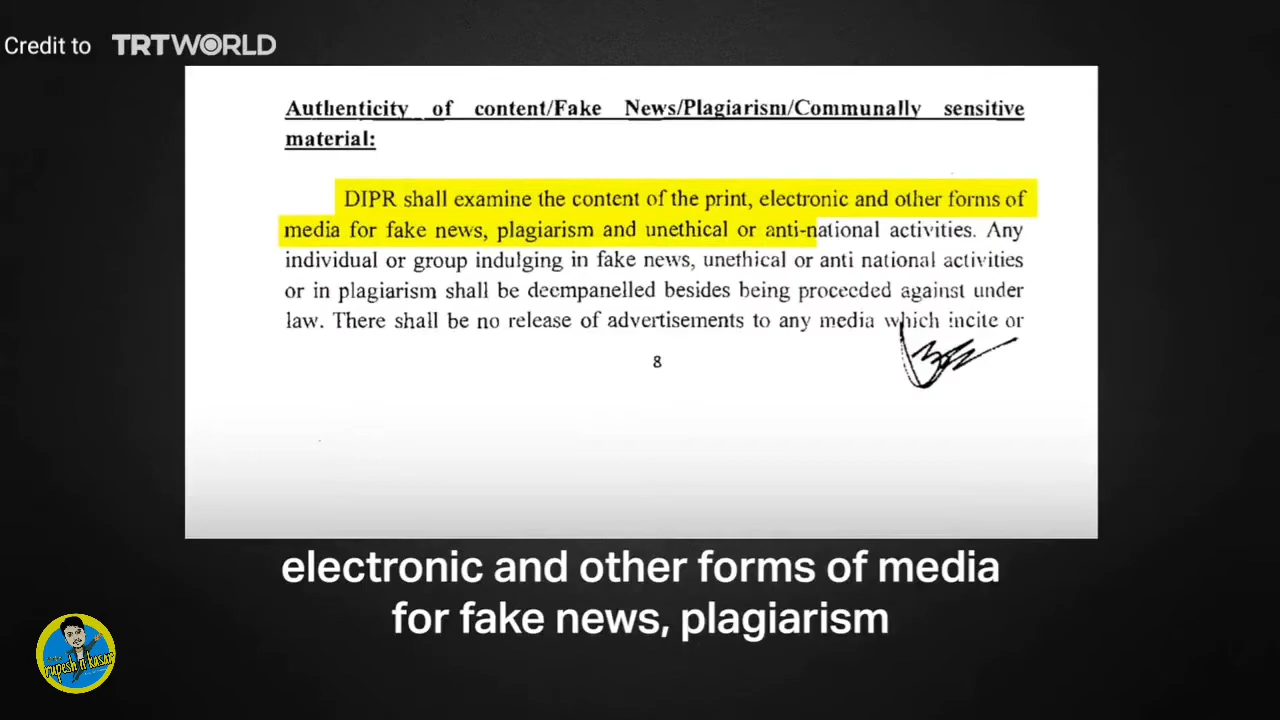 Credit to TRT WORLD
Authenticity of content/Fake News/Plagiarism/Communally sensitive
material:
DIPR shall examine the content of the print, electronic and other forms of
media for fake news, plagiarism and unethical or anti-national activities. Any
individual or group indulging in fake news, unethical or anti national activities
or in plagiarism shall be deempanelled besides being proceeded against under
law. There shall be no release of advertisements to any media which incite or
8
electronic and other forms of media
for fake news, plagiarism
rupesh n kasar